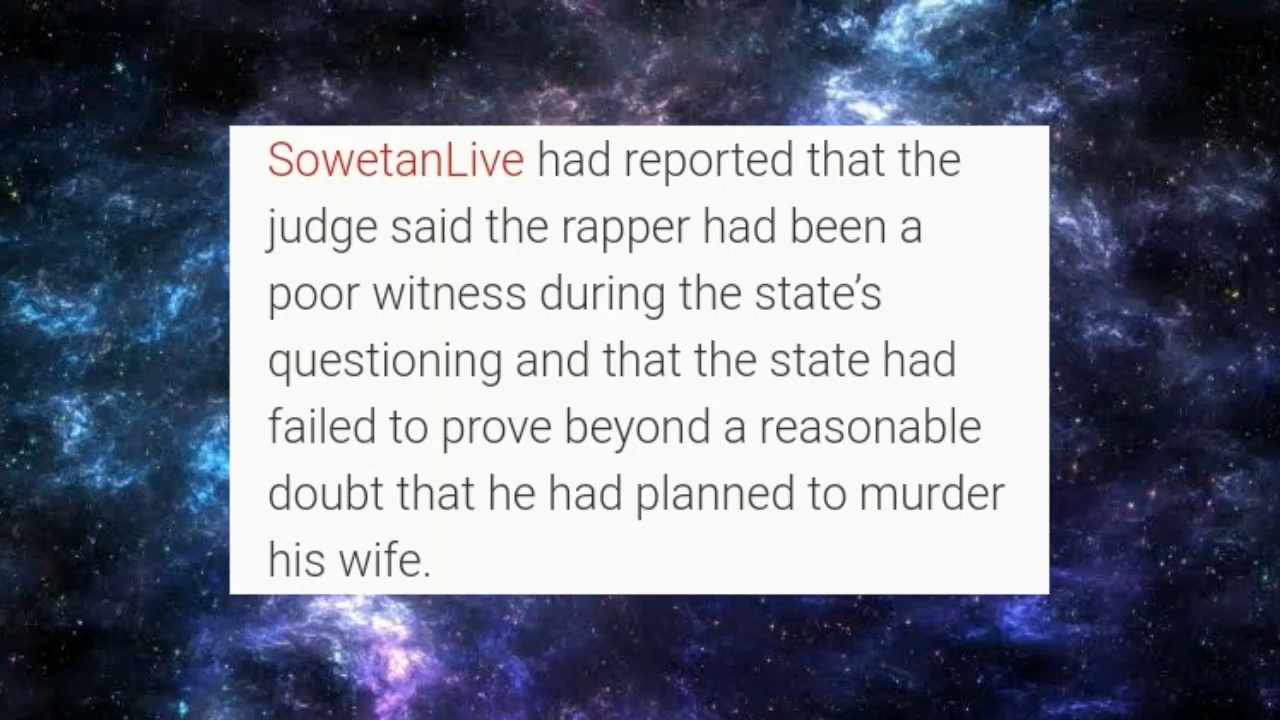 SowetanLive had reported that the
judge said the rapper had been a
poor witness during the state’s
questioning and that the state had
failed to prove beyond a reasonable
doubt that he had planned to murder
his wife.